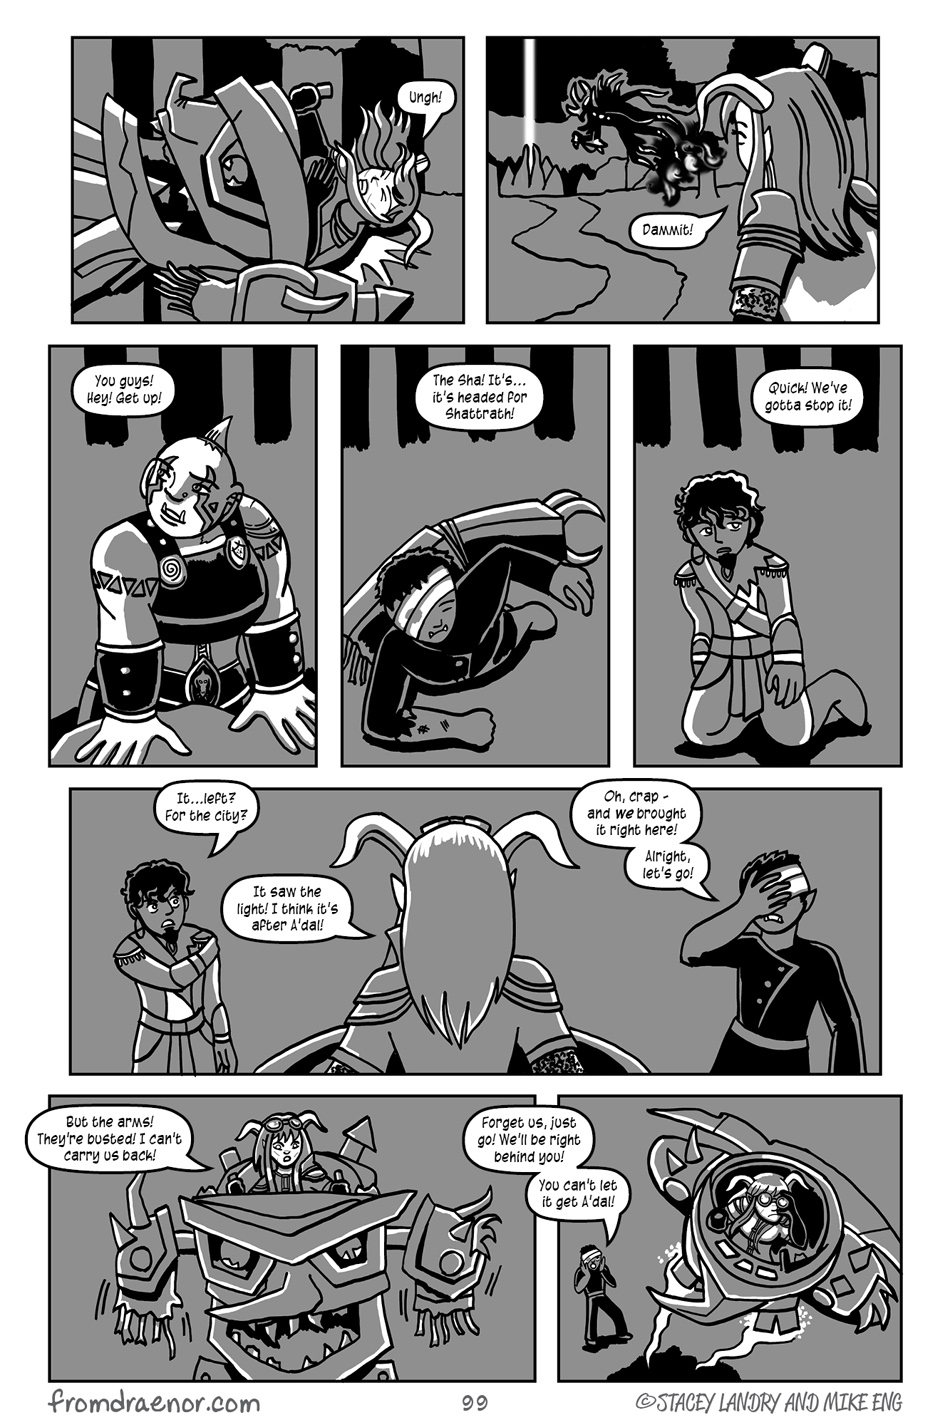 Ungh!
Dammit!
You guys!
Hey! Get up!
The Sha! It's...
it's headed for
Shattrath!
Quick! We've
gotta stop it!
It...left?
For the city?
It saw the
light! I think it's
after A'dal!
Oh, crap -
and we brought
it right here!
Alright,
let's go!
But the arms!
They're busted! I can't
carry us back!
Forget us, just
go! We'll be right
behind you!
You can't let
it get A'dal!
fromdraenor.com
99
©STACEY LANDRY AND MIKE ENG